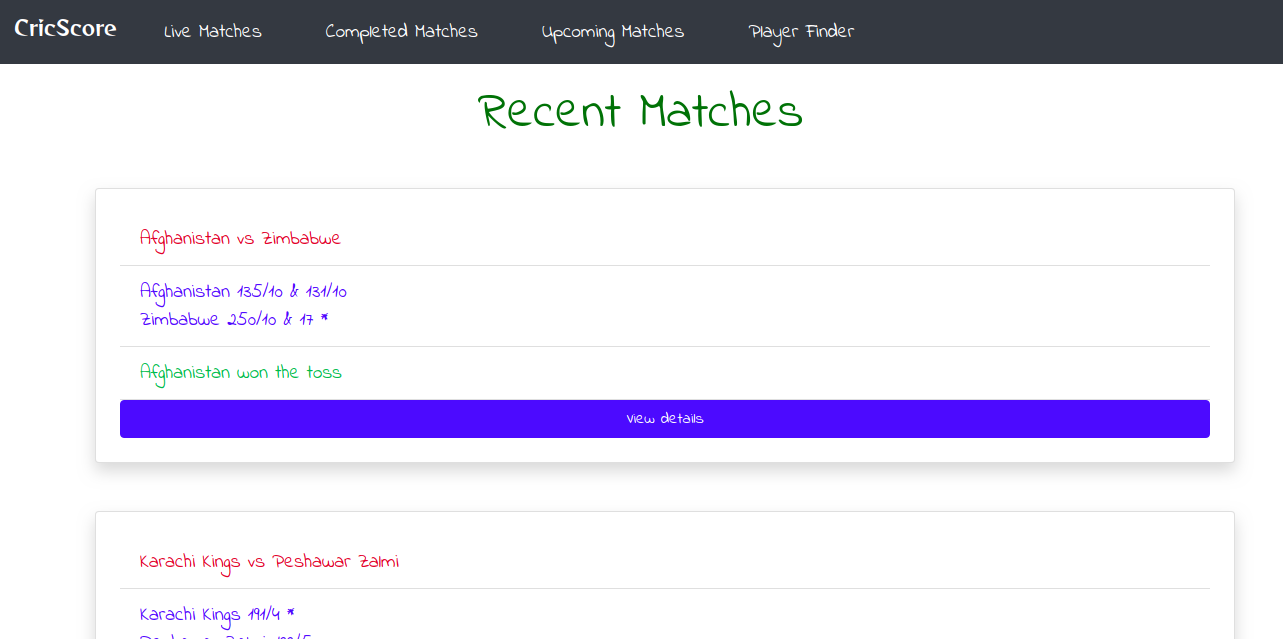 CricScore Live Matches Completed Matches Upcoming Matches Player Finder
Recent Matches
Afghanistan vs Zimbabwe
Afghanistan 135/10 & 131/10
Zimbabwe 250/10 & 17 *
Afghanistan won the toss
View details
Karachi Kings vs Peshawar Zalmi
Karachi Kings 191/4 *